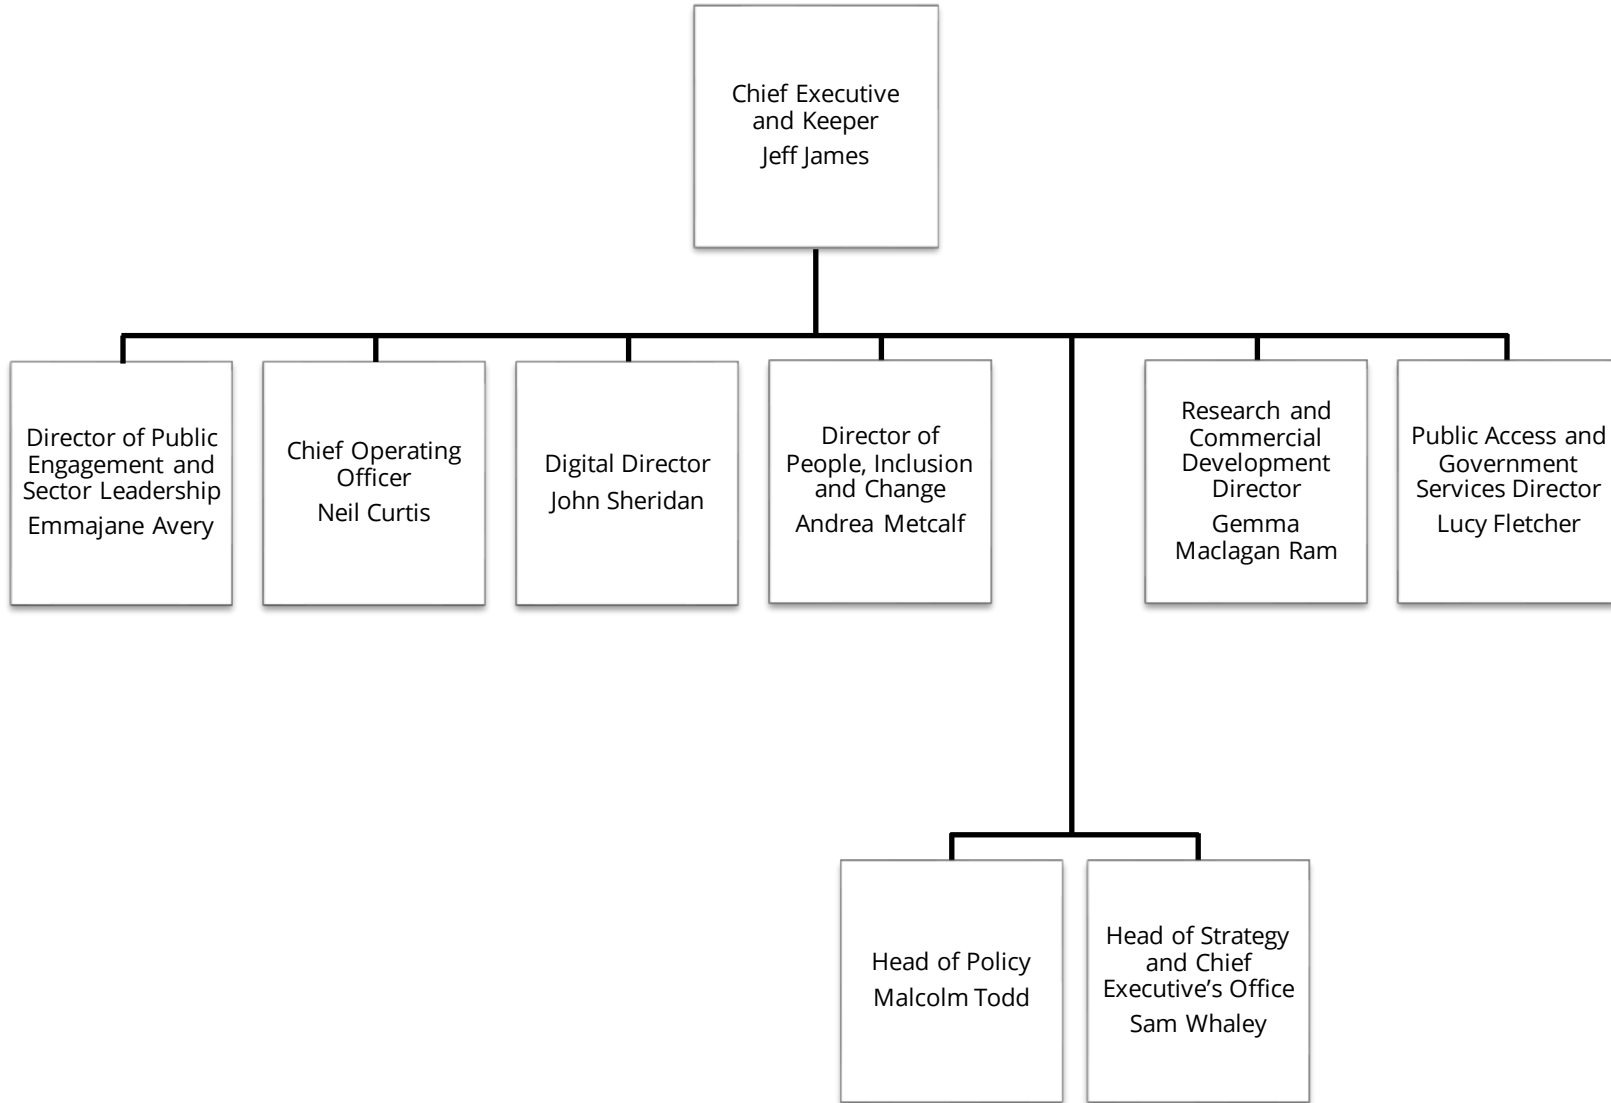 Chief Executive
and Keeper
Jeff James
Director of Public
Engagement and
Sector Leadership
Emmajane Avery
Chief Operating
Officer
Neil Curtis
Digital Director
John Sheridan
Director of
People, Inclusion
and Change
Andrea Metcalf
Research and
Commercial
Development
Director
Gemma
Maclagan Ram
Public Access and
Government
Services Director
Lucy Fletcher
Head of Policy
Malcolm Todd
Head of Strategy
and Chief
Executive’s Office
Sam Whaley